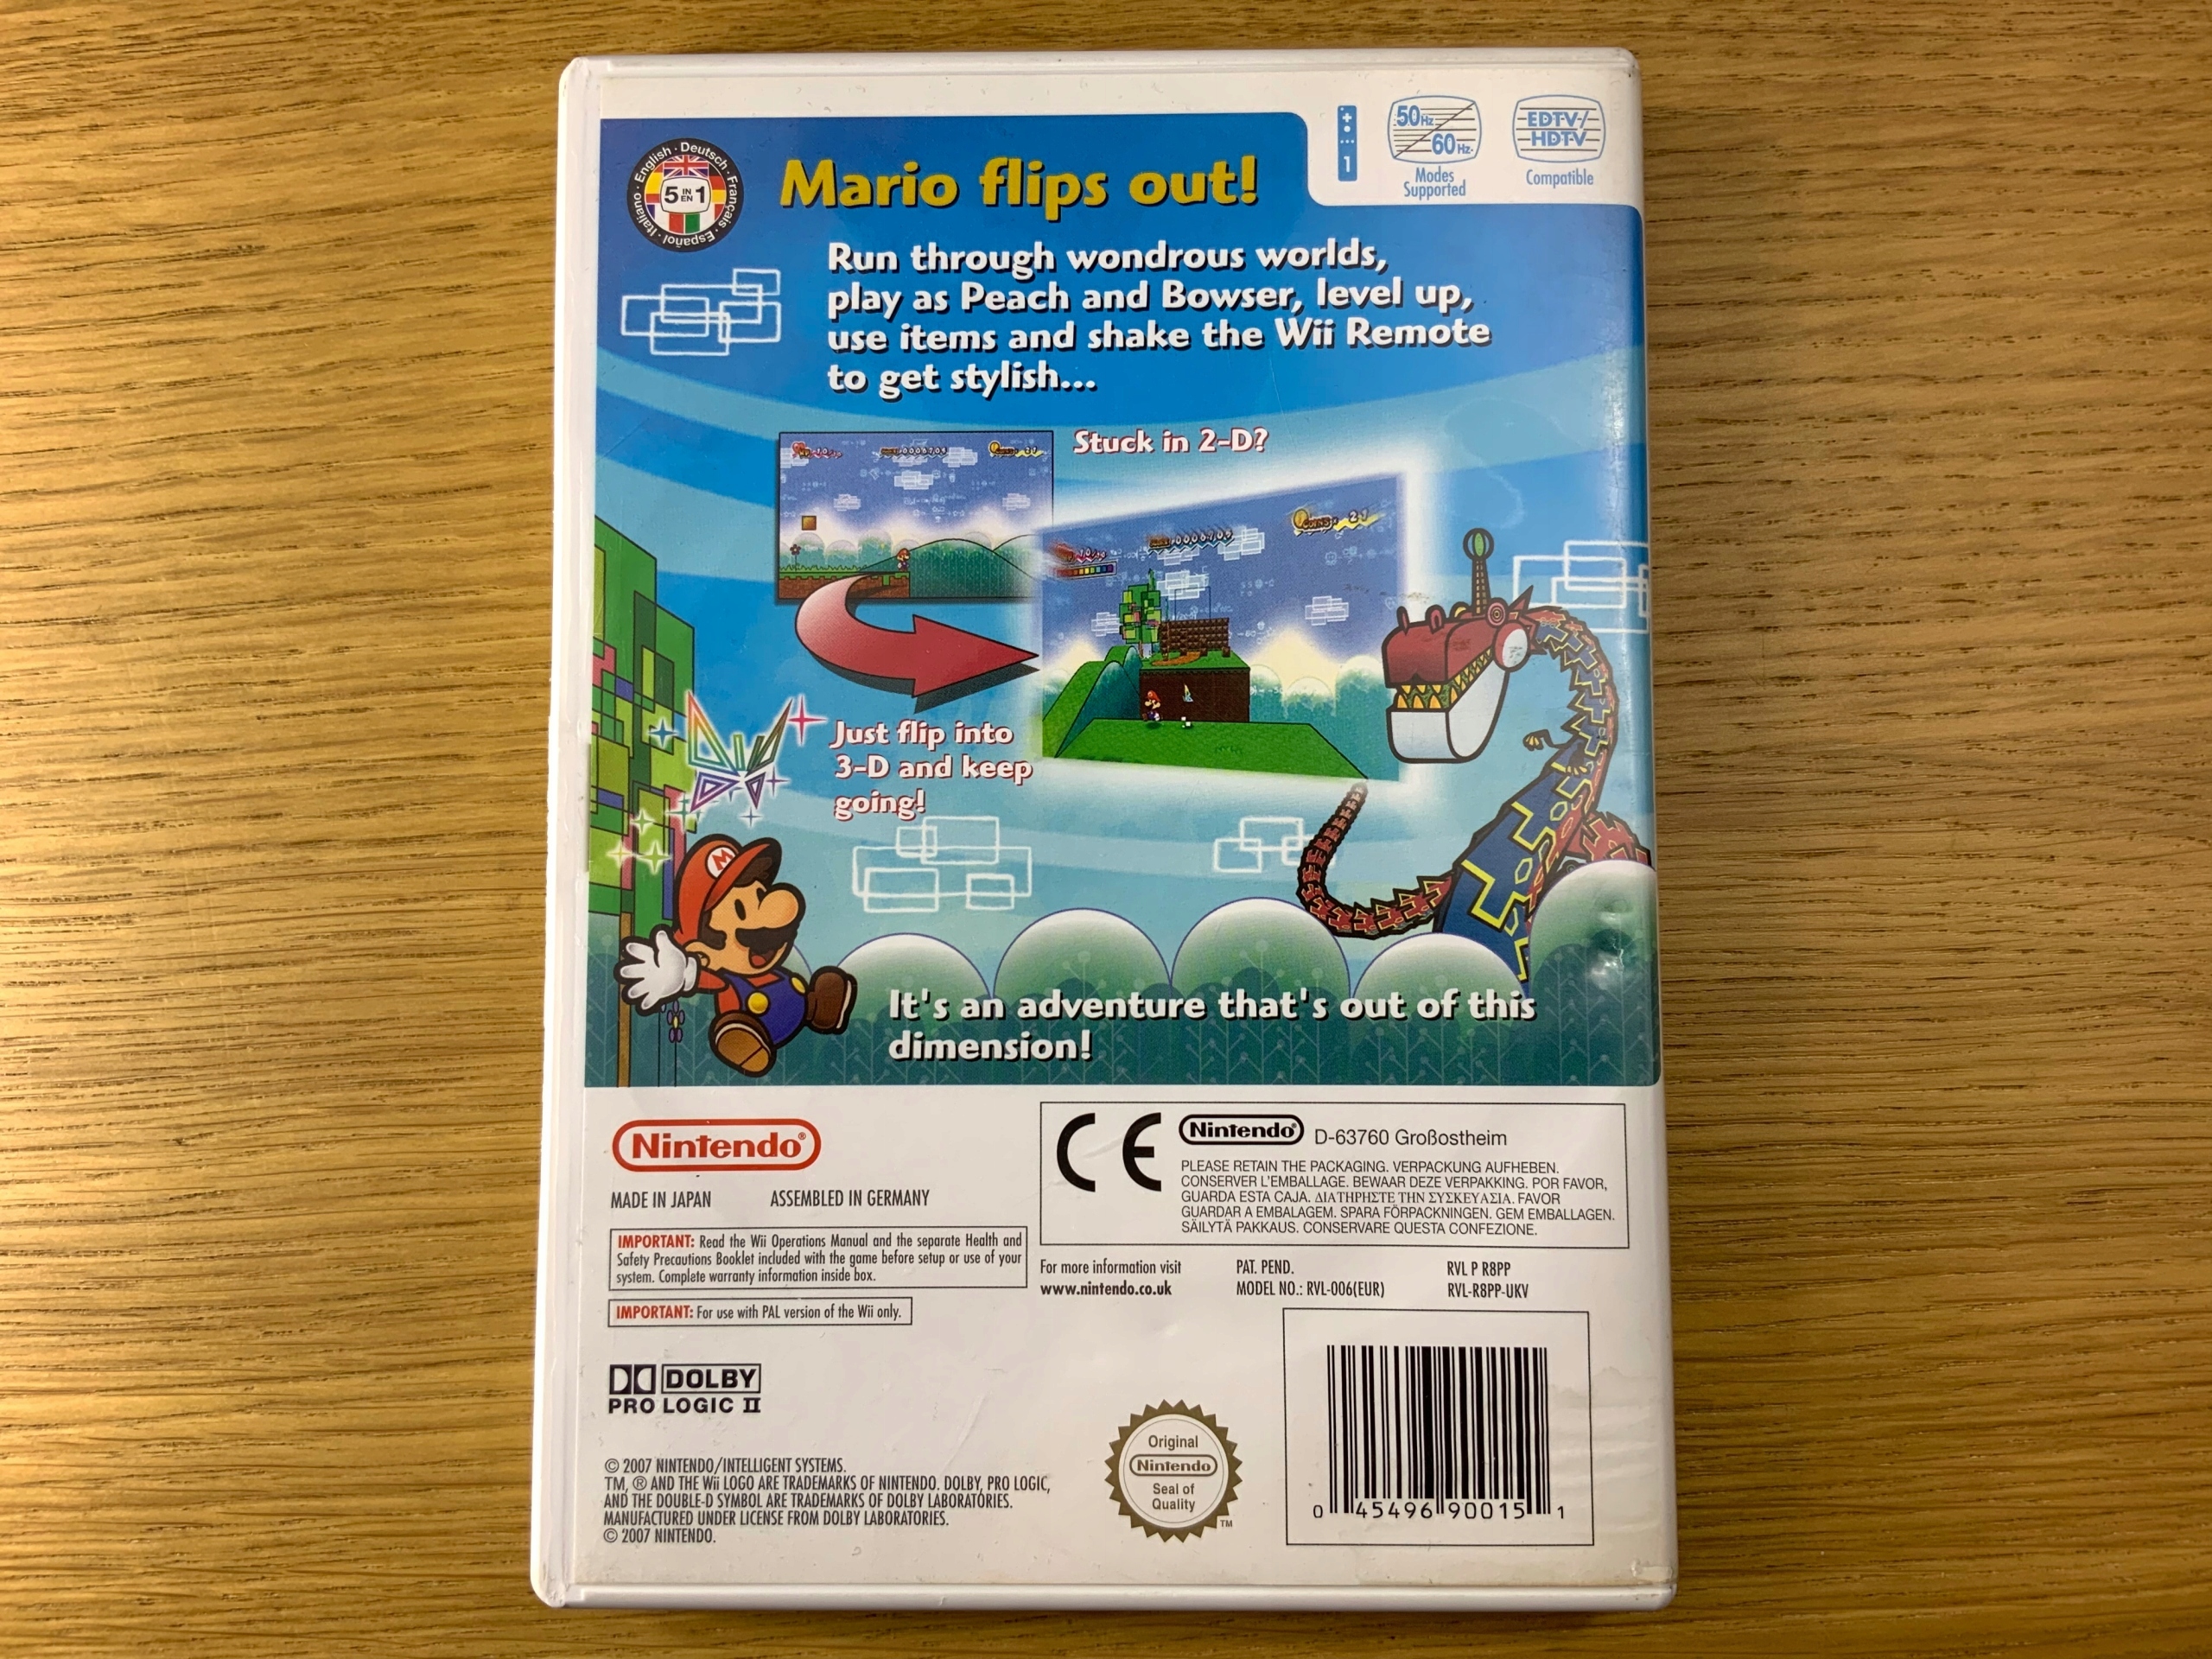 English · Deutsch · Français · Español · Italiano ·
5 IN EN 1
Mario flips out!
1
50Hz
60Hz
Modes
Supported
EDTV/
HDTV
Compatible
Run through wondrous worlds,
play as Peach and Bowser, level up,
use items and shake the Wii Remote
to get stylish...
Stuck in 2-D?
Just flip into
3-D and keep
going!
M
It's an adventure that's out of this
dimension!
Nintendo®
MADE IN JAPAN ASSEMBLED IN GERMANY
IMPORTANT: Read the Wii Operations Manual and the separate Health and
Safety Precautions Booklet included with the game before setup or use of your
system. Complete warranty information inside box.
IMPORTANT: For use with PAL version of the Wii only.
CE
Nintendo® D-63760 Großostheim
PLEASE RETAIN THE PACKAGING. VERPACKUNG AUFHEBEN.
CONSERVER L'EMBALLAGE. BEWAAR DEZE VERPAKKING. POR FAVOR,
GUARDA ESTA CAJA. ΔΙΑΤΗΡΗΣΤΕ ΤΗΝ ΣΥΣΚΕΥΑΣΙΑ. FAVOR
GUARDAR A EMBALAGEM. SPARA FÖRPACKNINGEN. GEM EMBALLAGEN.
SÄILYTÄ PAKKAUS. CONSERVARE QUESTA CONFEZIONE.
For more information visit
www.nintendo.co.uk
PAT. PEND.
MODEL NO.: RVL-006(EUR)
RVL P R8PP
RVL-R8PP-UKV
DOLBY
PRO LOGIC II
© 2007 NINTENDO/INTELLIGENT SYSTEMS.
TM, ® AND THE Wii LOGO ARE TRADEMARKS OF NINTENDO. DOLBY, PRO LOGIC,
AND THE DOUBLE-D SYMBOL ARE TRADEMARKS OF DOLBY LABORATORIES.
MANUFACTURED UNDER LICENSE FROM DOLBY LABORATORIES.
© 2007 NINTENDO.
Original
Nintendo
Seal of
Quality
TM
0 45496 90015 1